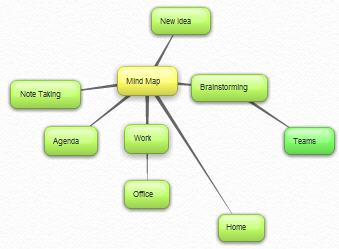 New Idea
Mind Map
Brainstorming
Note Taking
Agenda
Work
Teams
Office
Home